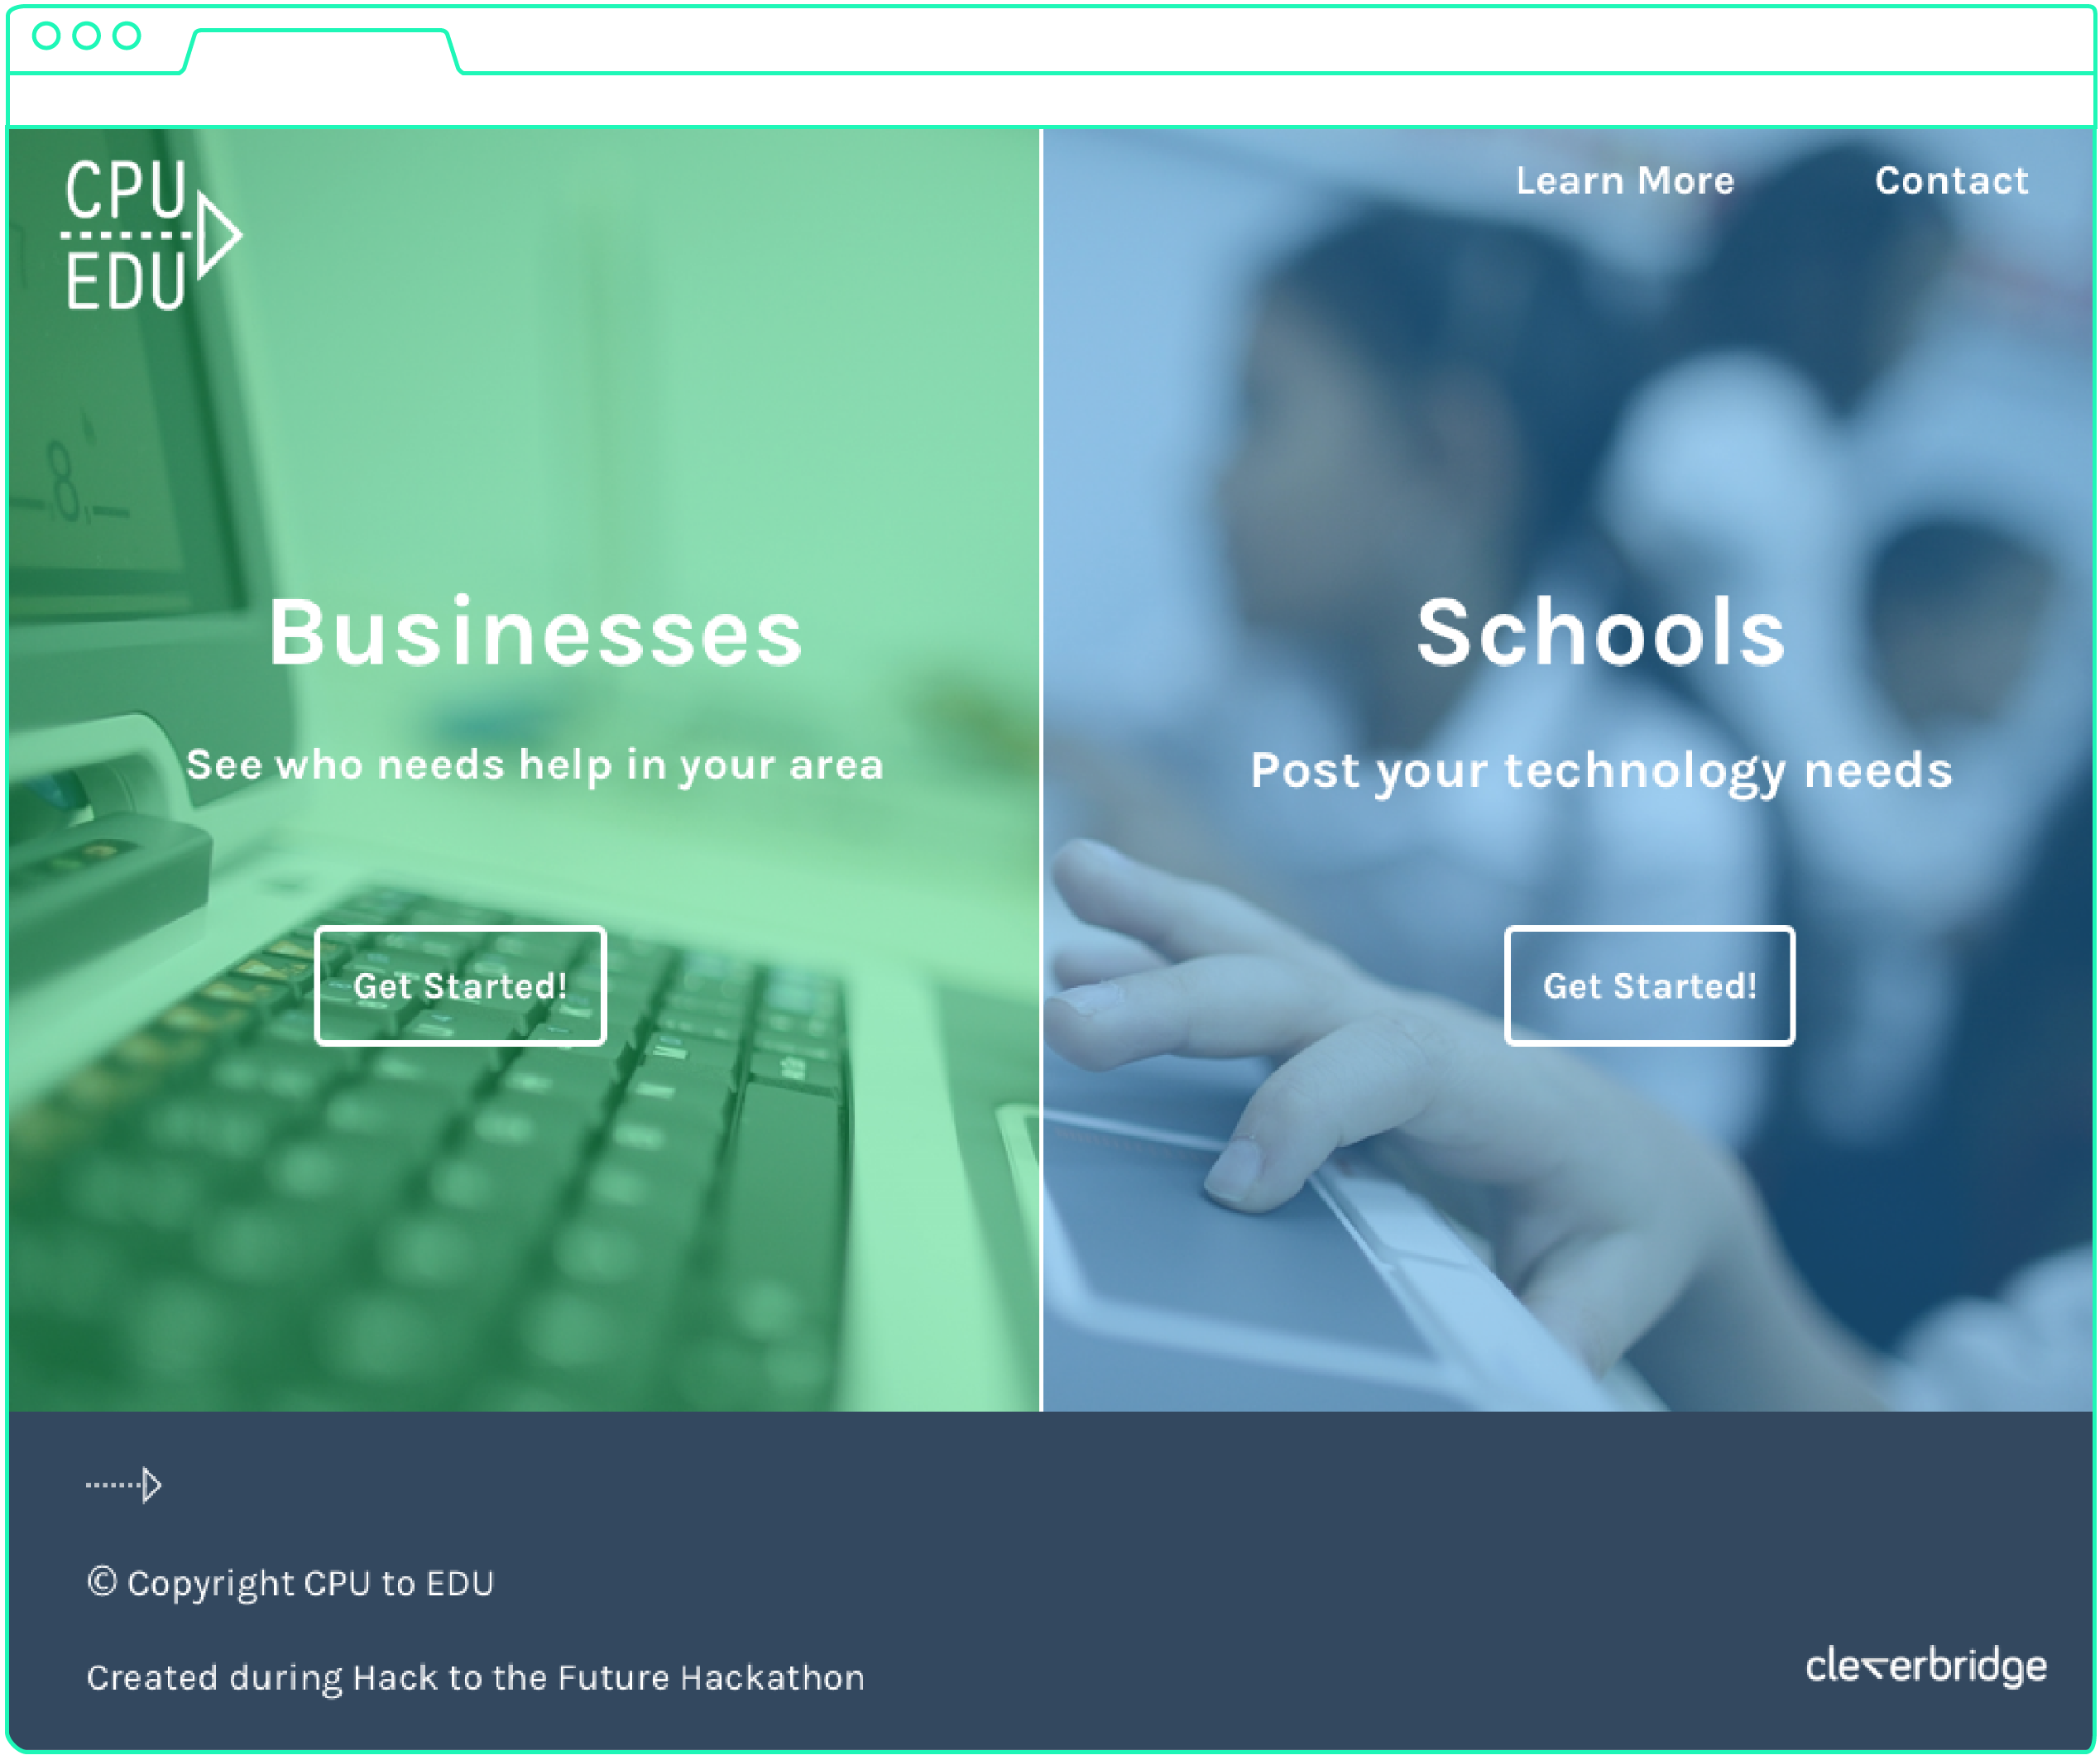 CPU
EDU
Learn More
Contact
Businesses
See who needs help in your area
Get Started!
Schools
Post your technology needs
Get Started!
© Copyright CPU to EDU
Created during Hack to the Future Hackathon
cleverbridge